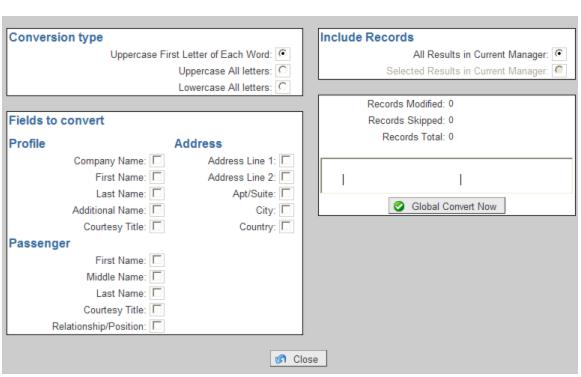 Conversion type
Uppercase First Letter of Each Word:
Uppercase All letters:
Lowercase All letters:
Include Records
All Results in Current Manager:
Selected Results in Current Manager:
Fields to convert
Profile
Company Name:
First Name:
Last Name:
Additional Name:
Courtesy Title:
Address
Address Line 1:
Address Line 2:
Apt/Suite:
City:
Country:
Passenger
First Name:
Middle Name:
Last Name:
Courtesy Title:
Relationship/Position:
Records Modified: 0
Records Skipped: 0
Records Total: 0
Global Convert Now
Close